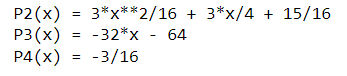 P2(x) = 3*x**2/16 + 3*x/4 + 15/16
P3(x) = -32*x - 64
P4(x) = -3/16